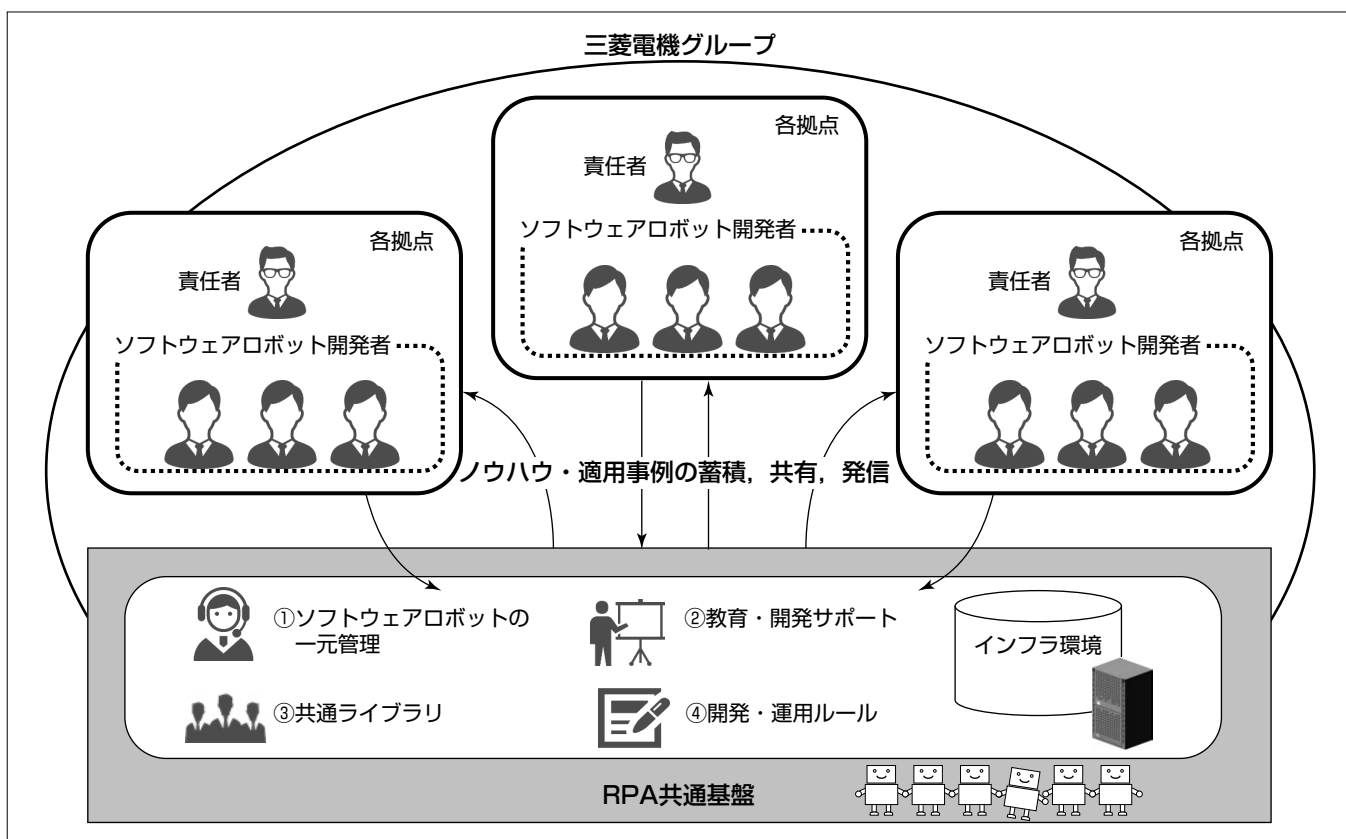 三菱電機グループ
各拠点
責任者
ソフトウェアロボット開発者
各拠点
責任者
ソフトウェアロボット開発者
各拠点
責任者
ソフトウェアロボット開発者
ノウハウ・適用事例の蓄積，共有，発信
①ソフトウェアロボットの
一元管理
②教育・開発サポート
③共通ライブラリ
④開発・運用ルール
インフラ環境
RPA共通基盤